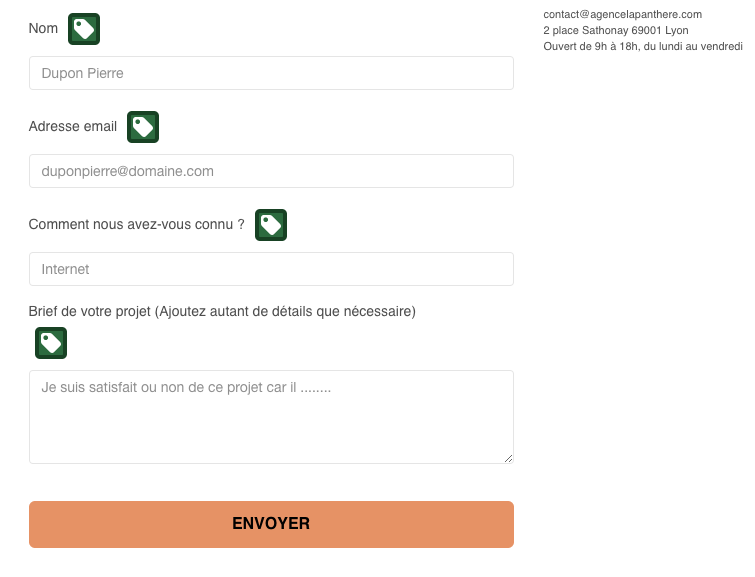 Nom
Dupon Pierre
Adresse email
duponpierre@domaine.com
Comment nous avez-vous connu ?
Internet
Brief de votre projet (Ajoutez autant de détails que nécessaire)
Je suis satisfait ou non de ce projet car il ........
ENVOYER
contact@agencelapanthere.com
2 place Sathonay 69001 Lyon
Ouvert de 9h à 18h, du lundi au vendredi